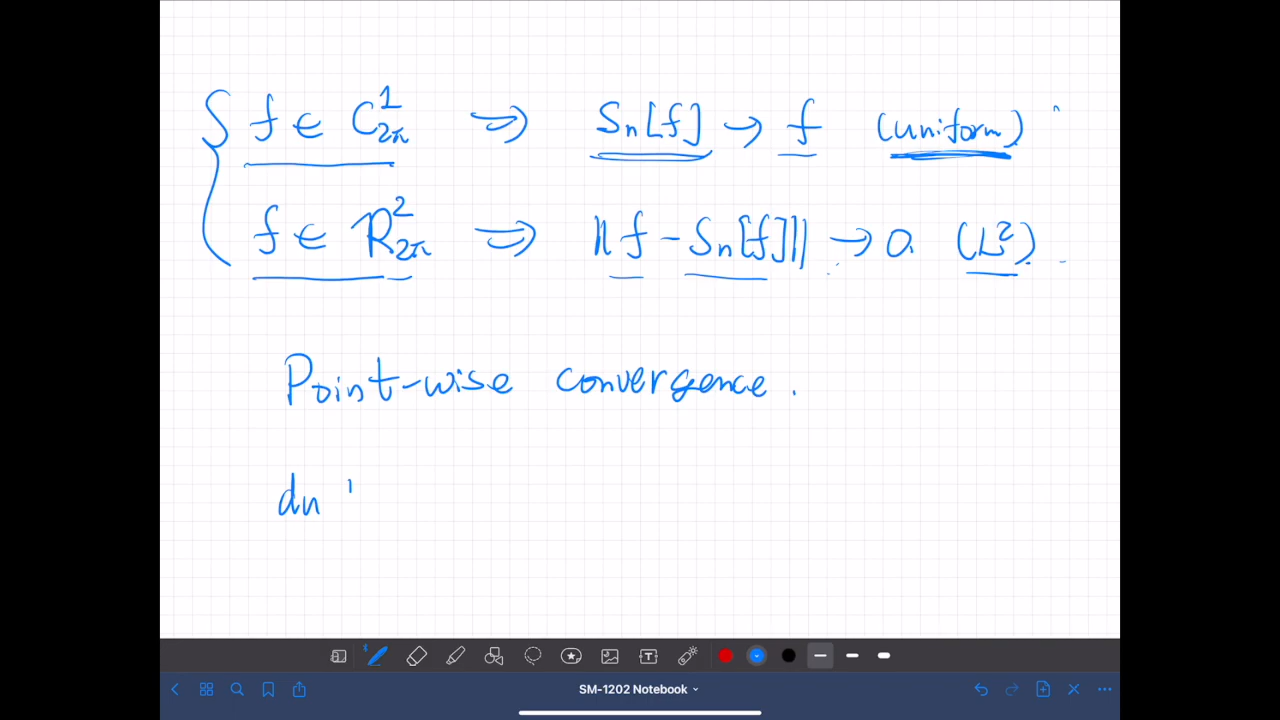 f ∈ C¹₂π ⇒ Sn[f] → f (uniform)
f ∈ R²₂π ⇒ ‖f - Sn[f]‖ → 0. (L²).
Point-wise convergence.
dn
SM-1202 Notebook